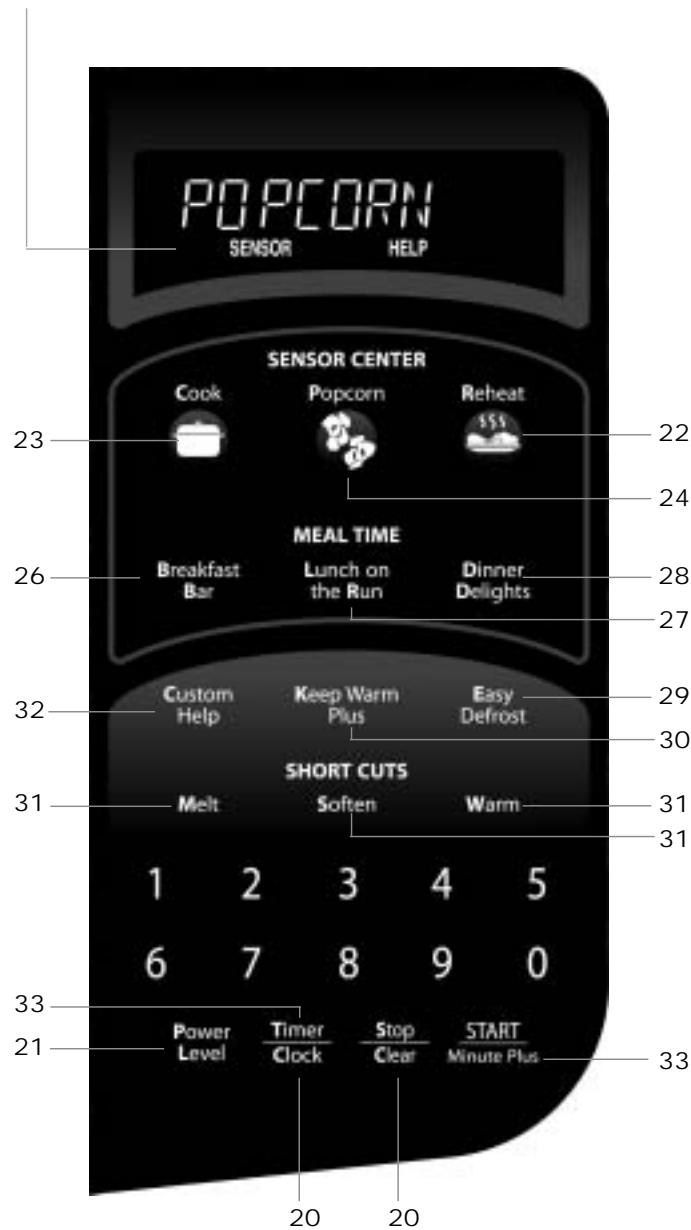 POPCORN
SENSOR HELP
SENSOR CENTER
Cook Popcorn Reheat
23 22
24
MEAL TIME
26 Breakfast Bar Lunch on the Run Dinner Delights 28
27
32 Custom Help Keep Warm Plus Easy Defrost 29
30
SHORT CUTS
31 Melt Soften Warm 31
31
1 2 3 4 5
6 7 8 9 0
33
21 Power Level Timer Clock Stop Clear START Minute Plus 33
20 20